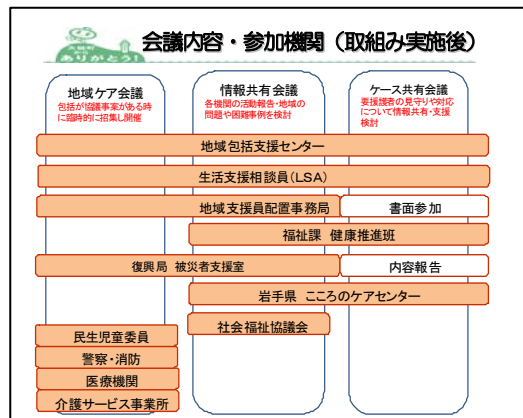 大槌町
から
ありがとう!
会議内容・参加機関（取組み実施後）
地域ケア会議
包括が協議事案がある時
に臨時的に招集し開催
情報共有会議
各機関の活動報告・地域の
問題や困難事例を検討
ケース共有会議
要援護者の見守りや対応
について情報共有・支援
検討
地域包括支援センター
生活支援相談員(LSA)
地域支援員配置事務局
書面参加
福祉課 健康推進班
復興局 被災者支援室
内容報告
岩手県 こころのケアセンター
社会福祉協議会
民生児童委員
警察・消防
医療機関
介護サービス事業所